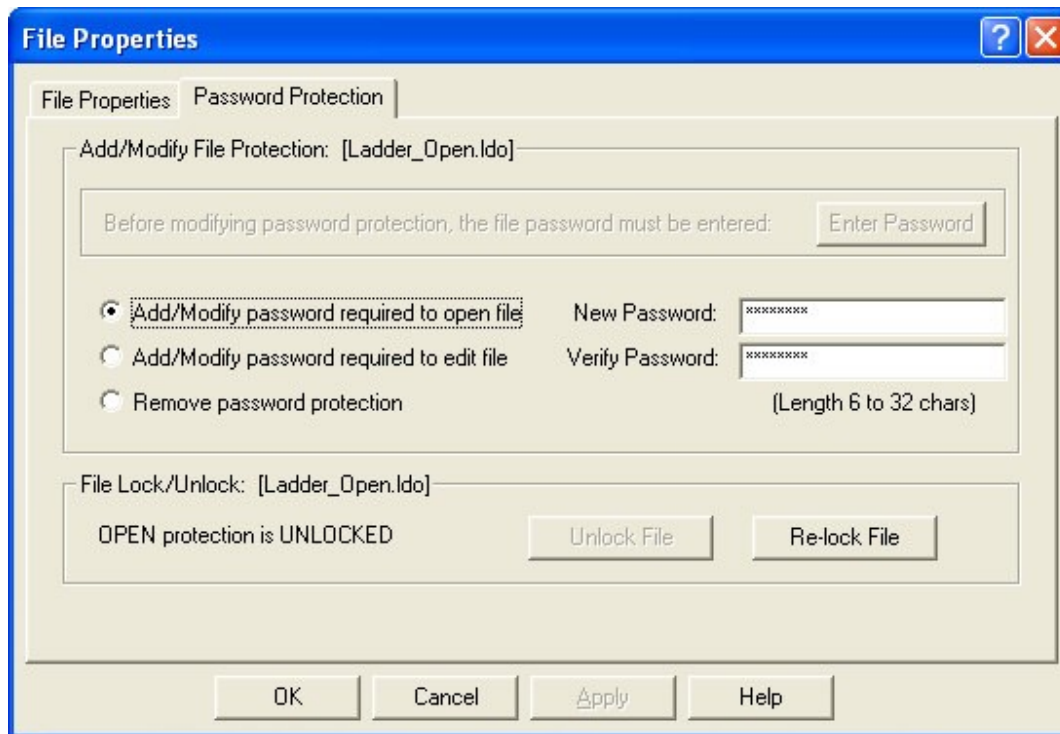 File Properties
File Properties Password Protection
Add/Modify File Protection: [Ladder_Open.ldo]
Before modifying password protection, the file password must be entered: Enter Password
Add/Modify password required to open file New Password: ********
Add/Modify password required to edit file Verify Password: ********
Remove password protection (Length 6 to 32 chars)
File Lock/Unlock: [Ladder_Open.ldo]
OPEN protection is UNLOCKED Unlock File Re-lock File
OK Cancel Apply Help